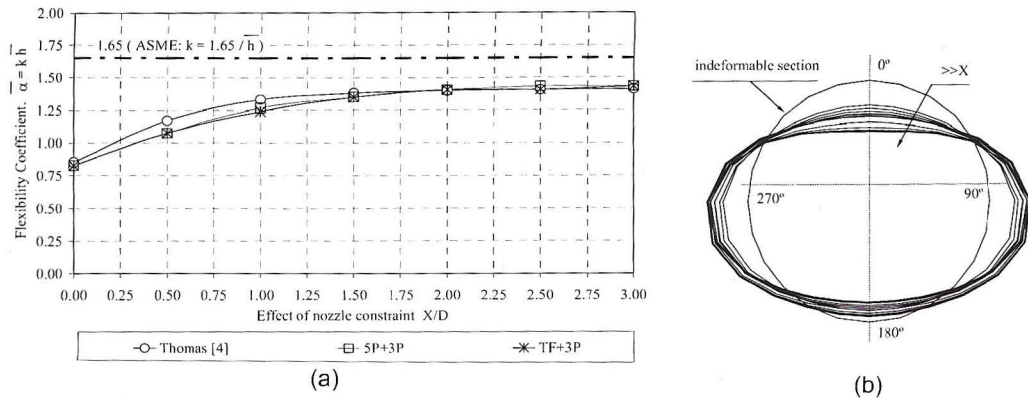 2.00
1.75
1.50
1.25
1.00
0.75
0.50
0.25
0.00
Flexibility Coefficient. α = k h
1.65 ( ASME: k = 1.65 / h )
0.00 0.25 0.50 0.75 1.00 1.25 1.50 1.75 2.00 2.25 2.50 2.75 3.00
Effect of nozzle constraint X/D
Thomas [4] 5P+3P TF+3P
(a)
0º
indeformable section
>>X
270º
90º
180º
(b)